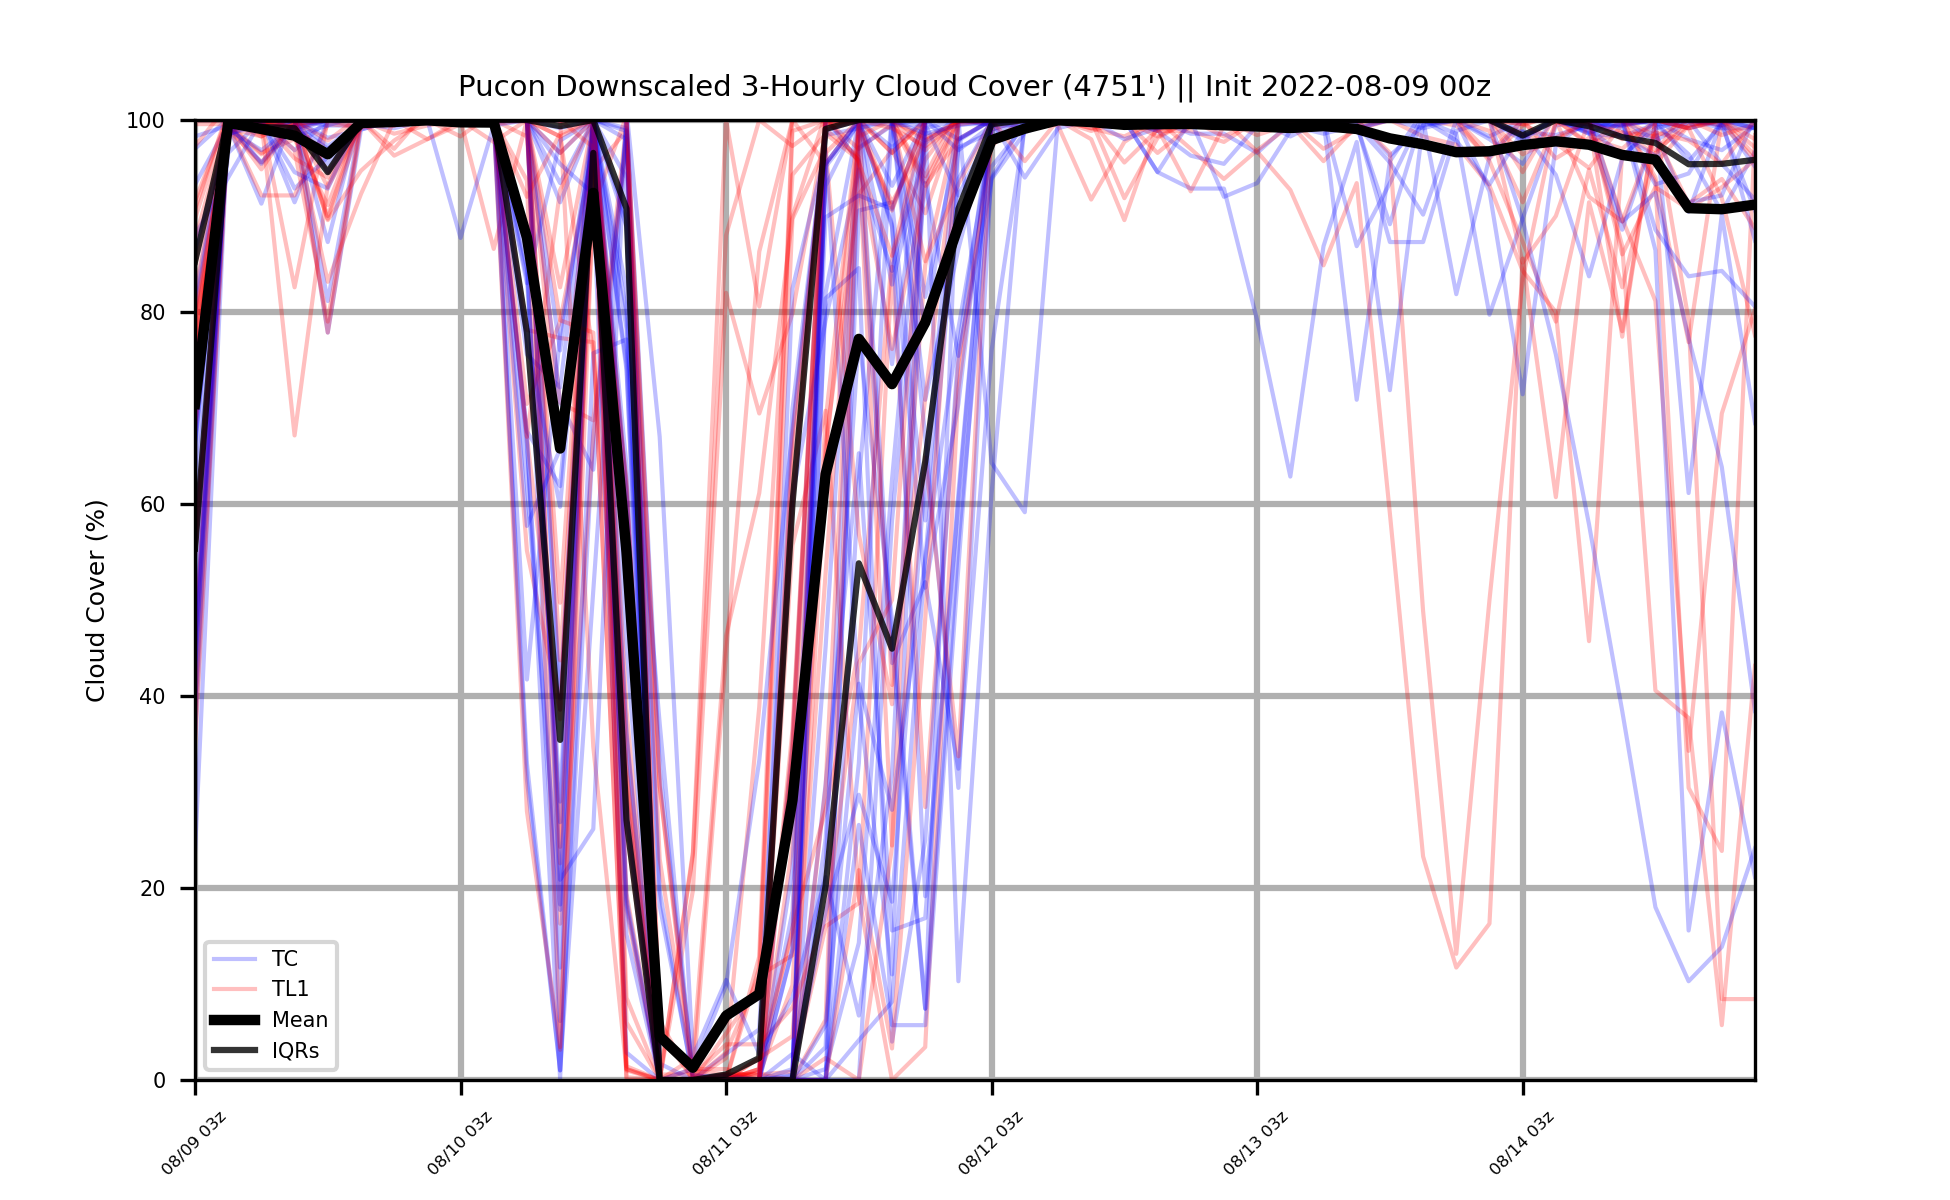 Pucon Downscaled 3-Hourly Cloud Cover (4751') || Init 2022-08-09 00z
Cloud Cover (%)
100
80
60
40
20
0
TC
TL1
Mean
IQRs
08/09 03z
08/10 03z
08/11 03z
08/12 03z
08/13 03z
08/14 03z